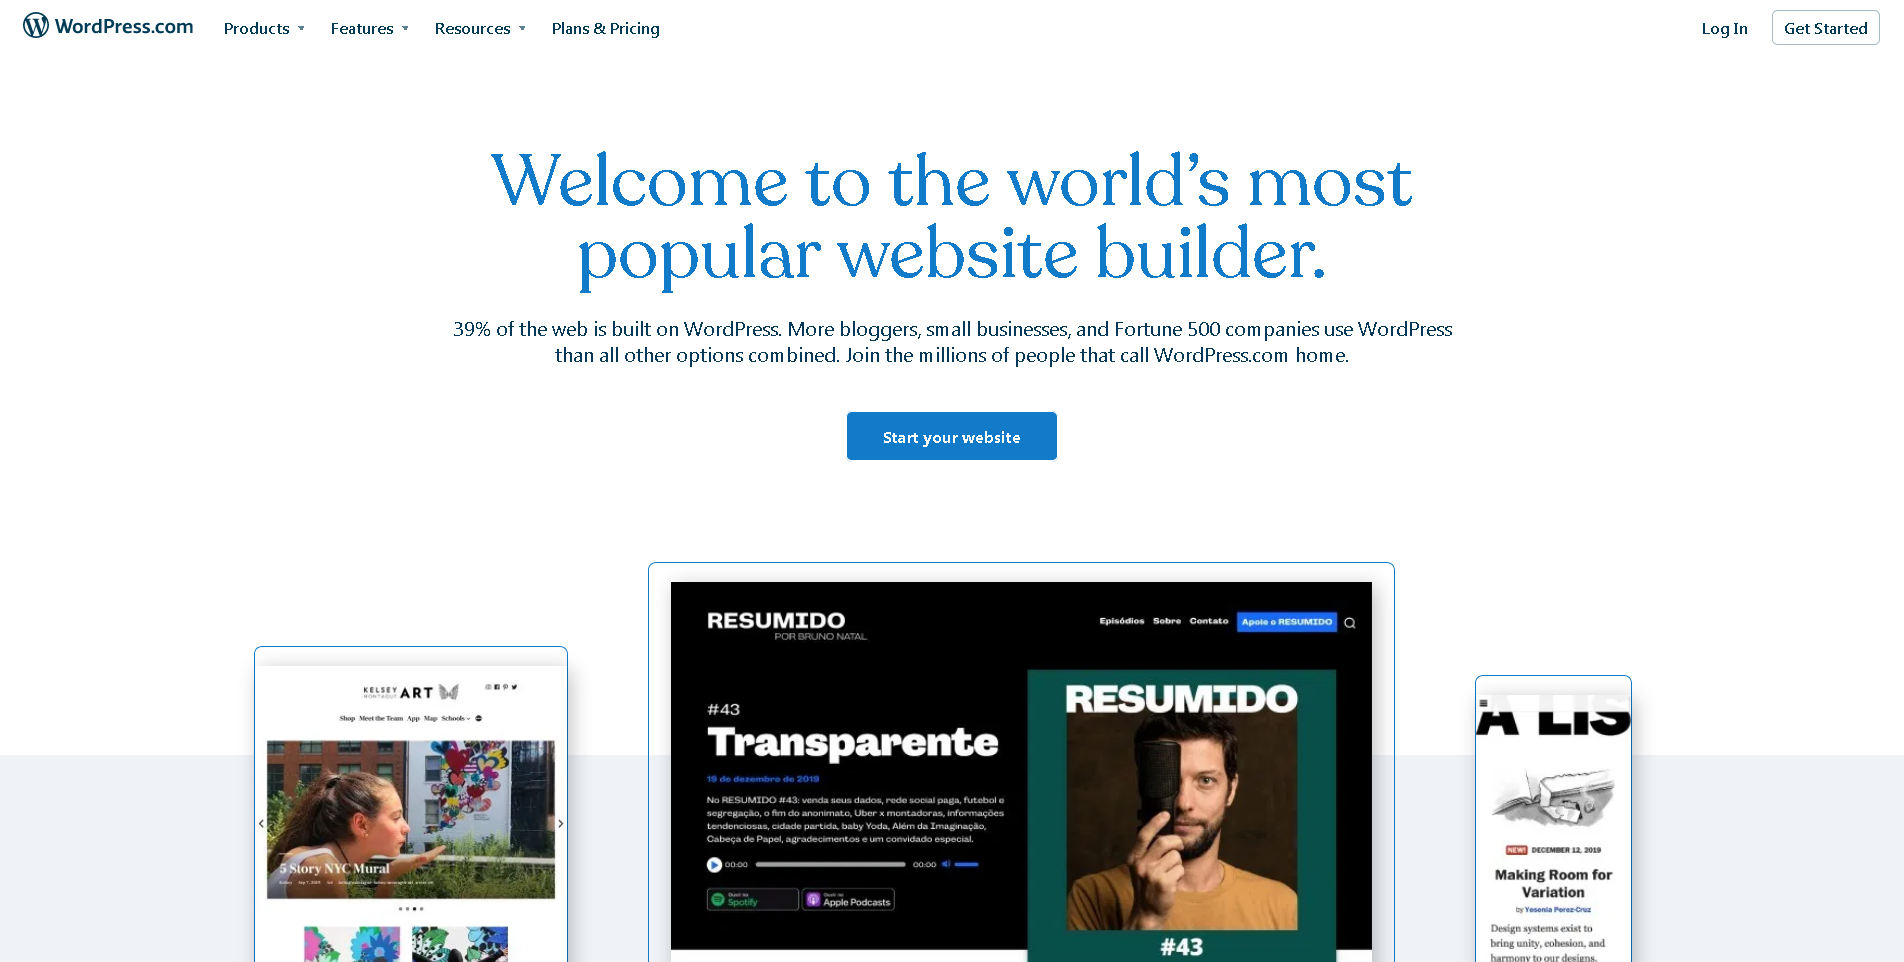 WordPress.com
Products
Features
Resources
Plans & Pricing
Log In
Get Started
Welcome to the world’s most
popular website builder.
39% of the web is built on WordPress. More bloggers, small businesses, and Fortune 500 companies use WordPress
than all other options combined. Join the millions of people that call WordPress.com home.
Start your website
KELSEY
MONTAGUE
ART
Shop Meet the Team App Map Schools
5 Story NYC Mural
RESUMIDO
POR BRUNO NATAL
Episódios Sobre Contato Apoie o RESUMIDO
#43
Transparente
19 de dezembro de 2019
No RESUMIDO #43: venda seus dados, rede social paga, futebol e
segregação, o fim do anonimato, Uber x montadoras, informações
tendenciosas, cidade partida, baby Yoda, Além da Imaginação,
Cabeça de Papel, agradecimentos e um convidado especial.
00:00
00:00
Ouvir no
Spotify
Ouvir no
Apple Podcasts
RESUMIDO
#43
A LIS
NEW! DECEMBER 12, 2019
Making Room for
Variation
by Yesenia Perez-Cruz
Design systems exist to
bring unity, cohesion, and
harmony to our designs.